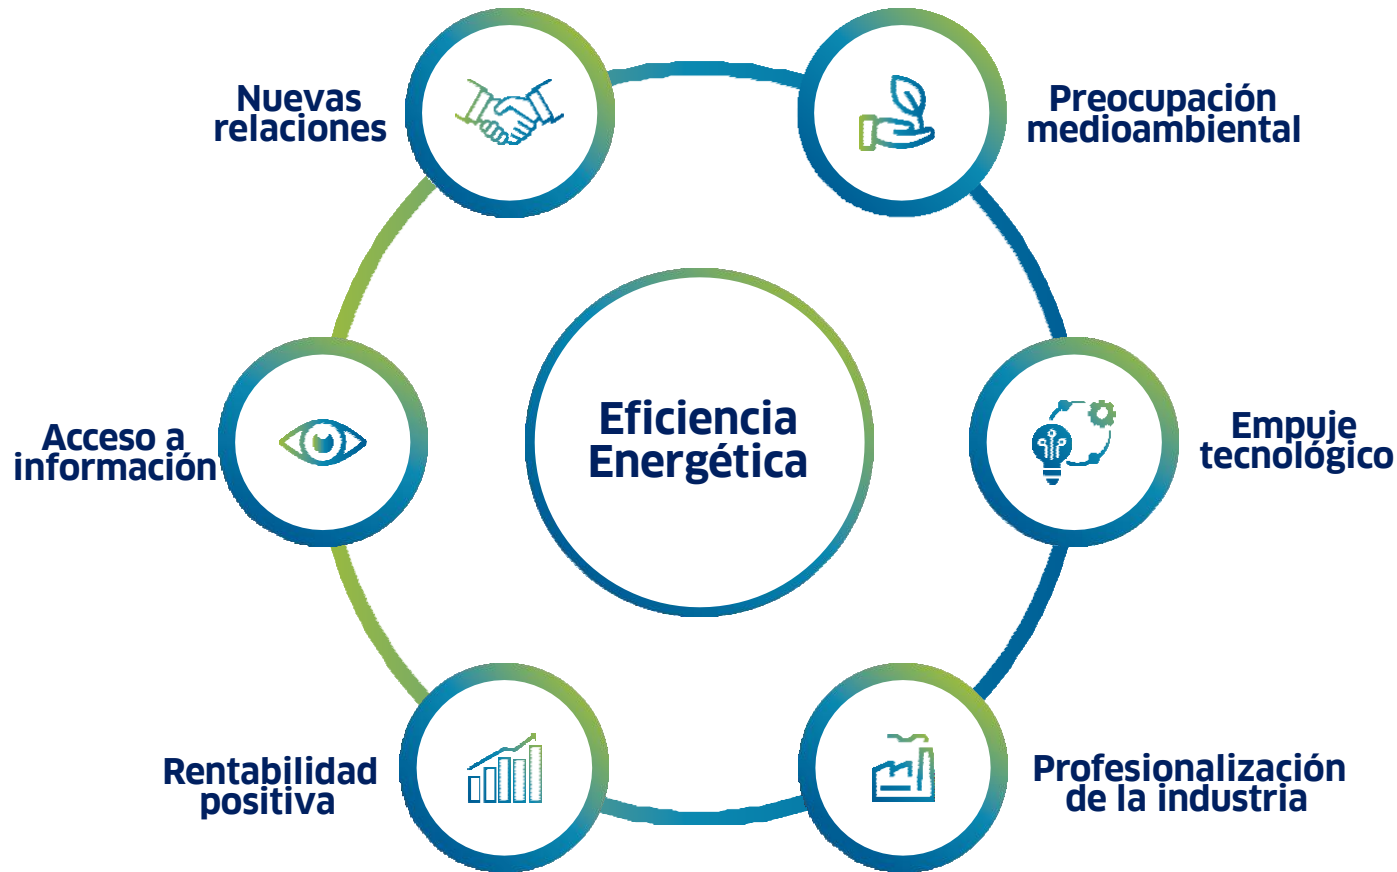 Nuevas
relaciones
Preocupación
medioambiental
Acceso a
información
Eficiencia
Energética
Empuje
tecnológico
Rentabilidad
positiva
Profesionalización
de la industria